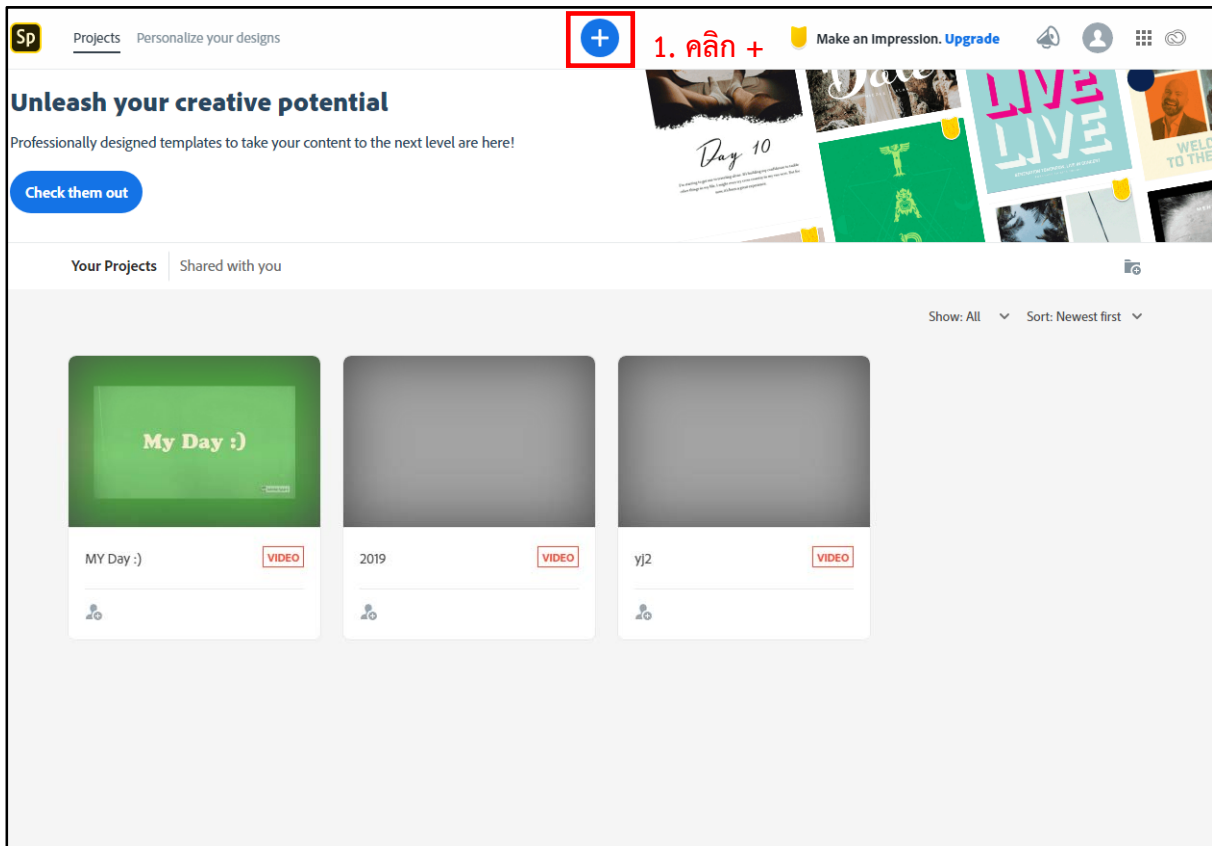 Sp Projects Personalize your designs
1. คลิก +
Make an Impression. Upgrade
Unleash your creative potential
Professionally designed templates to take your content to the next level are here!
Check them out
Day 10
LIVE
LIVE
Your Projects Shared with you
Show: All Sort: Newest first
My Day :)
MY Day :) VIDEO
2019 VIDEO
yj2 VIDEO